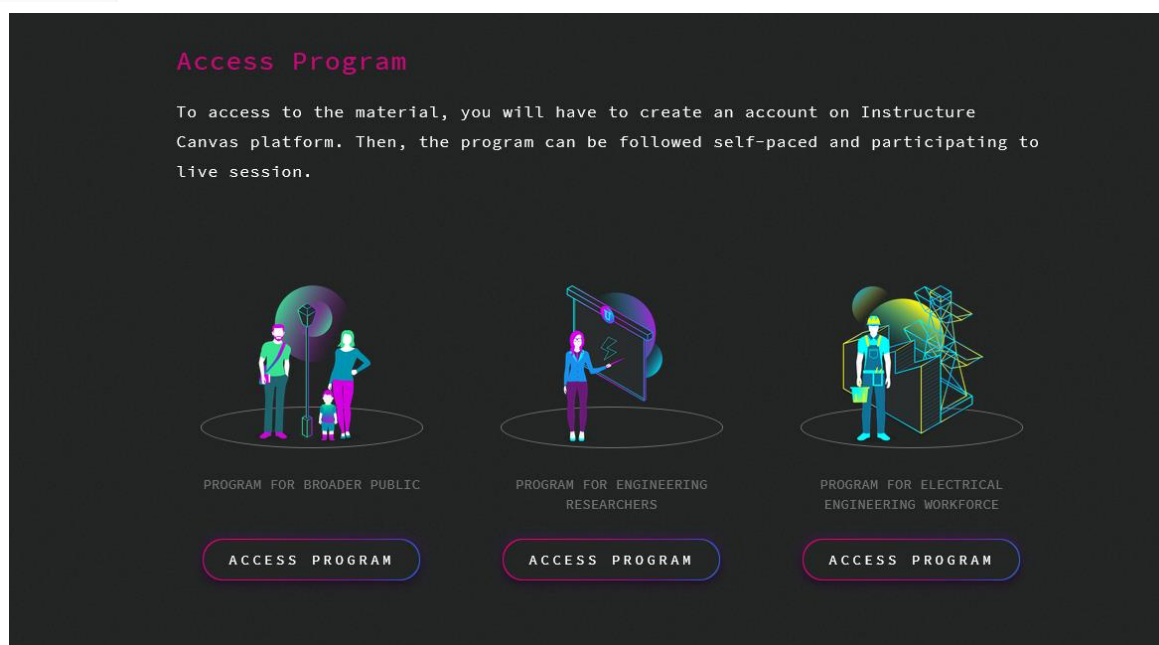 Access Program
To access to the material, you will have to create an account on Instructure
Canvas platform. Then, the program can be followed self-paced and participating to
live session.
U
PROGRAM FOR BROADER PUBLIC
PROGRAM FOR ENGINEERING
RESEARCHERS
PROGRAM FOR ELECTRICAL
ENGINEERING WORKFORCE
ACCESS PROGRAM
ACCESS PROGRAM
ACCESS PROGRAM